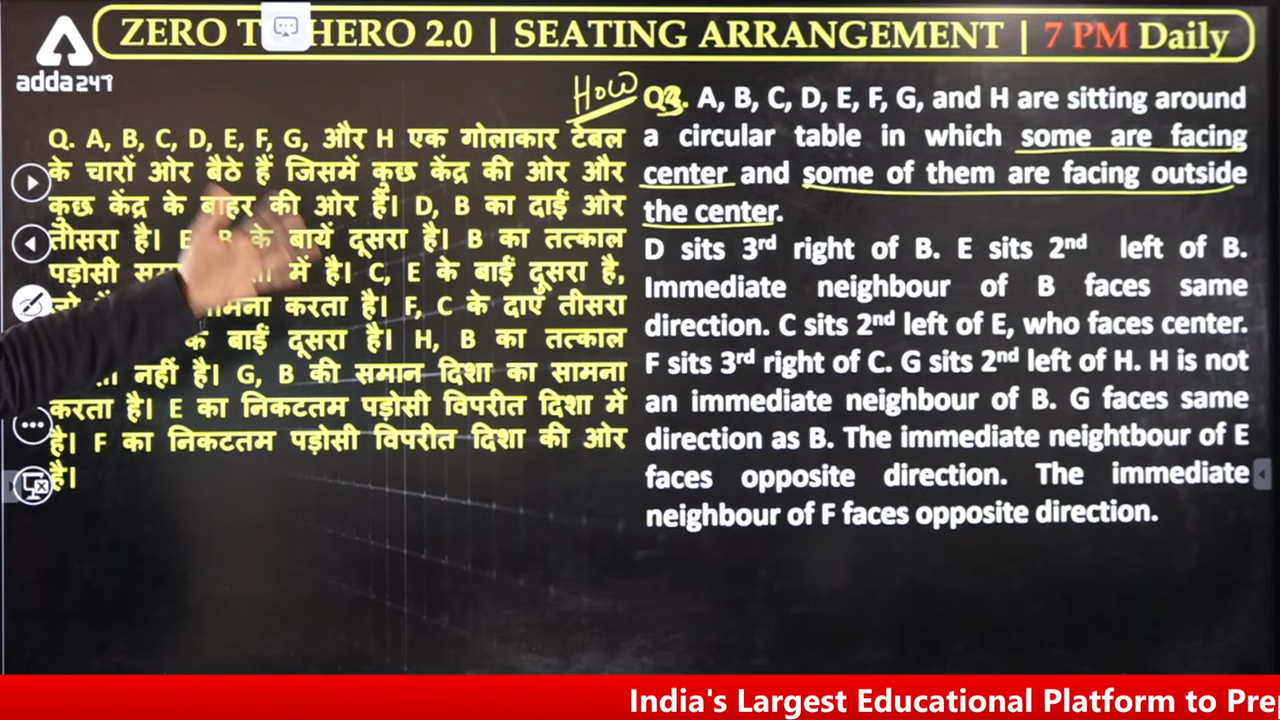 ZERO T HERO 2.0 | SEATING ARRANGEMENT | 7 PM Daily
adda247
How
Q. A, B, C, D, E, F, G, और H एक गोलाकार टेबल
के चारों ओर बैठे हैं जिसमें कुछ केंद्र की ओर और
कुछ केंद्र के बाहर की ओर हैं। D, B का दाईं ओर
तीसरा है। B के बायें दूसरा है। B का तत्काल
पड़ोसी में है। C, E के बाईं दूसरा है,
करता है। F, C के दाएं तीसरा
के बाईं दूसरा है। H, B का तत्काल
नहीं है। G, B की समान दिशा का सामना
करता है। E का निकटतम पड़ोसी विपरीत दिशा में
है। F का निकटतम पड़ोसी विपरीत दिशा की ओर
है।
Q3. A, B, C, D, E, F, G, and H are sitting around
a circular table in which some are facing
center and some of them are facing outside
the center.
D sits 3rd right of B. E sits 2nd left of B.
Immediate neighbour of B faces same
direction. C sits 2nd left of E, who faces center.
F sits 3rd right of C. G sits 2nd left of H. H is not
an immediate neighbour of B. G faces same
direction as B. The immediate neightbour of E
faces opposite direction. The immediate
neighbour of F faces opposite direction.
India's Largest Educational Platform to Pre